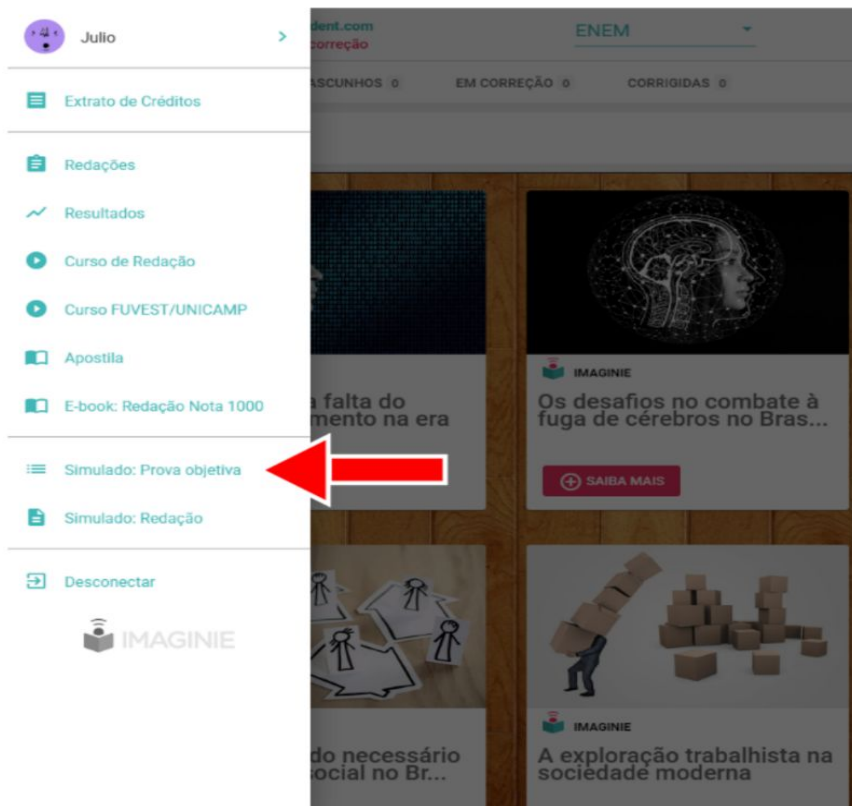 Julio
dent.com
correção
ENEM
ASCUNHOS 0
EM CORREÇÃO 0
CORRIGIDAS 0
Extrato de Créditos
Redações
Resultados
Curso de Redação
Curso FUVEST/UNICAMP
Apostila
E-book: Redação Nota 1000
Simulado: Prova objetiva
Simulado: Redação
Desconectar
IMAGINIE
a falta do
mento na era
IMAGINIE
Os desafios no combate à
fuga de cérebros no Bras...
SAIBA MAIS
do necessário
social no Br...
IMAGINIE
A exploração trabalhista na
sociedade moderna